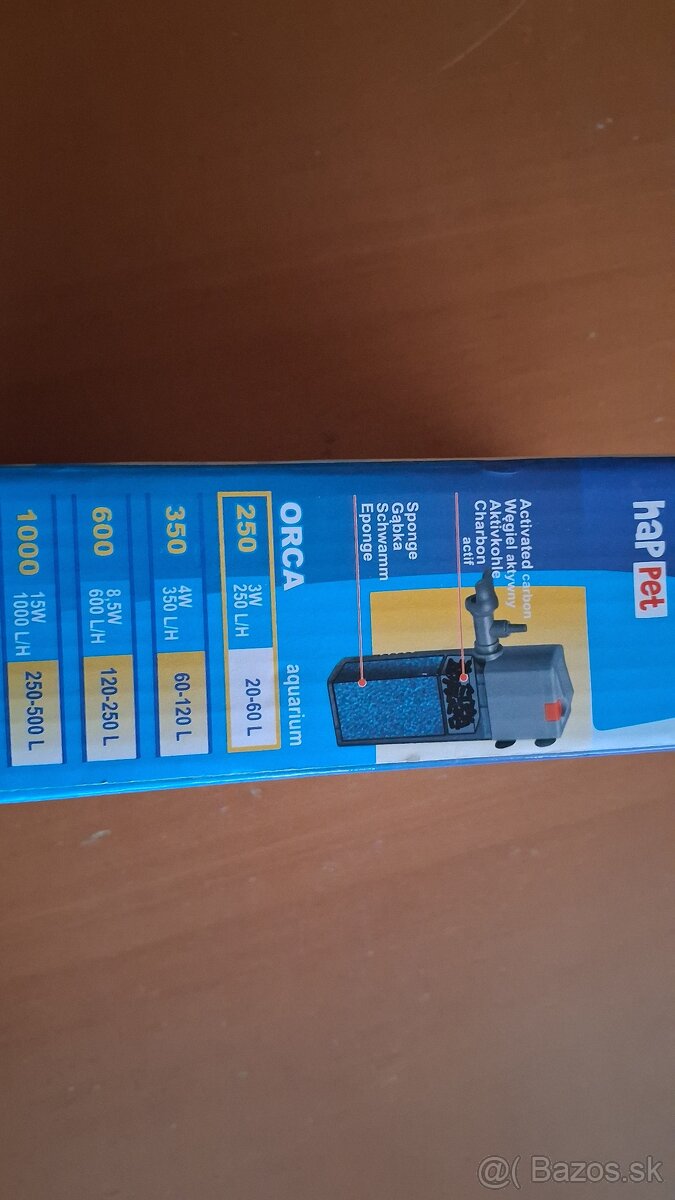 hap pet
Activated carbon
Węgiel aktywny
Aktivkohle
Charbon
actif
Sponge
Gąbka
Schwamm
Eponge
ORCA aquarium
250 3W 20-60 L
250 L/H
350 4W 60-120 L
350 L/H
600 8,5W 120-250 L
600 L/H
1000 15W 250-500 L
1000 L/H
@( Bazos.sk